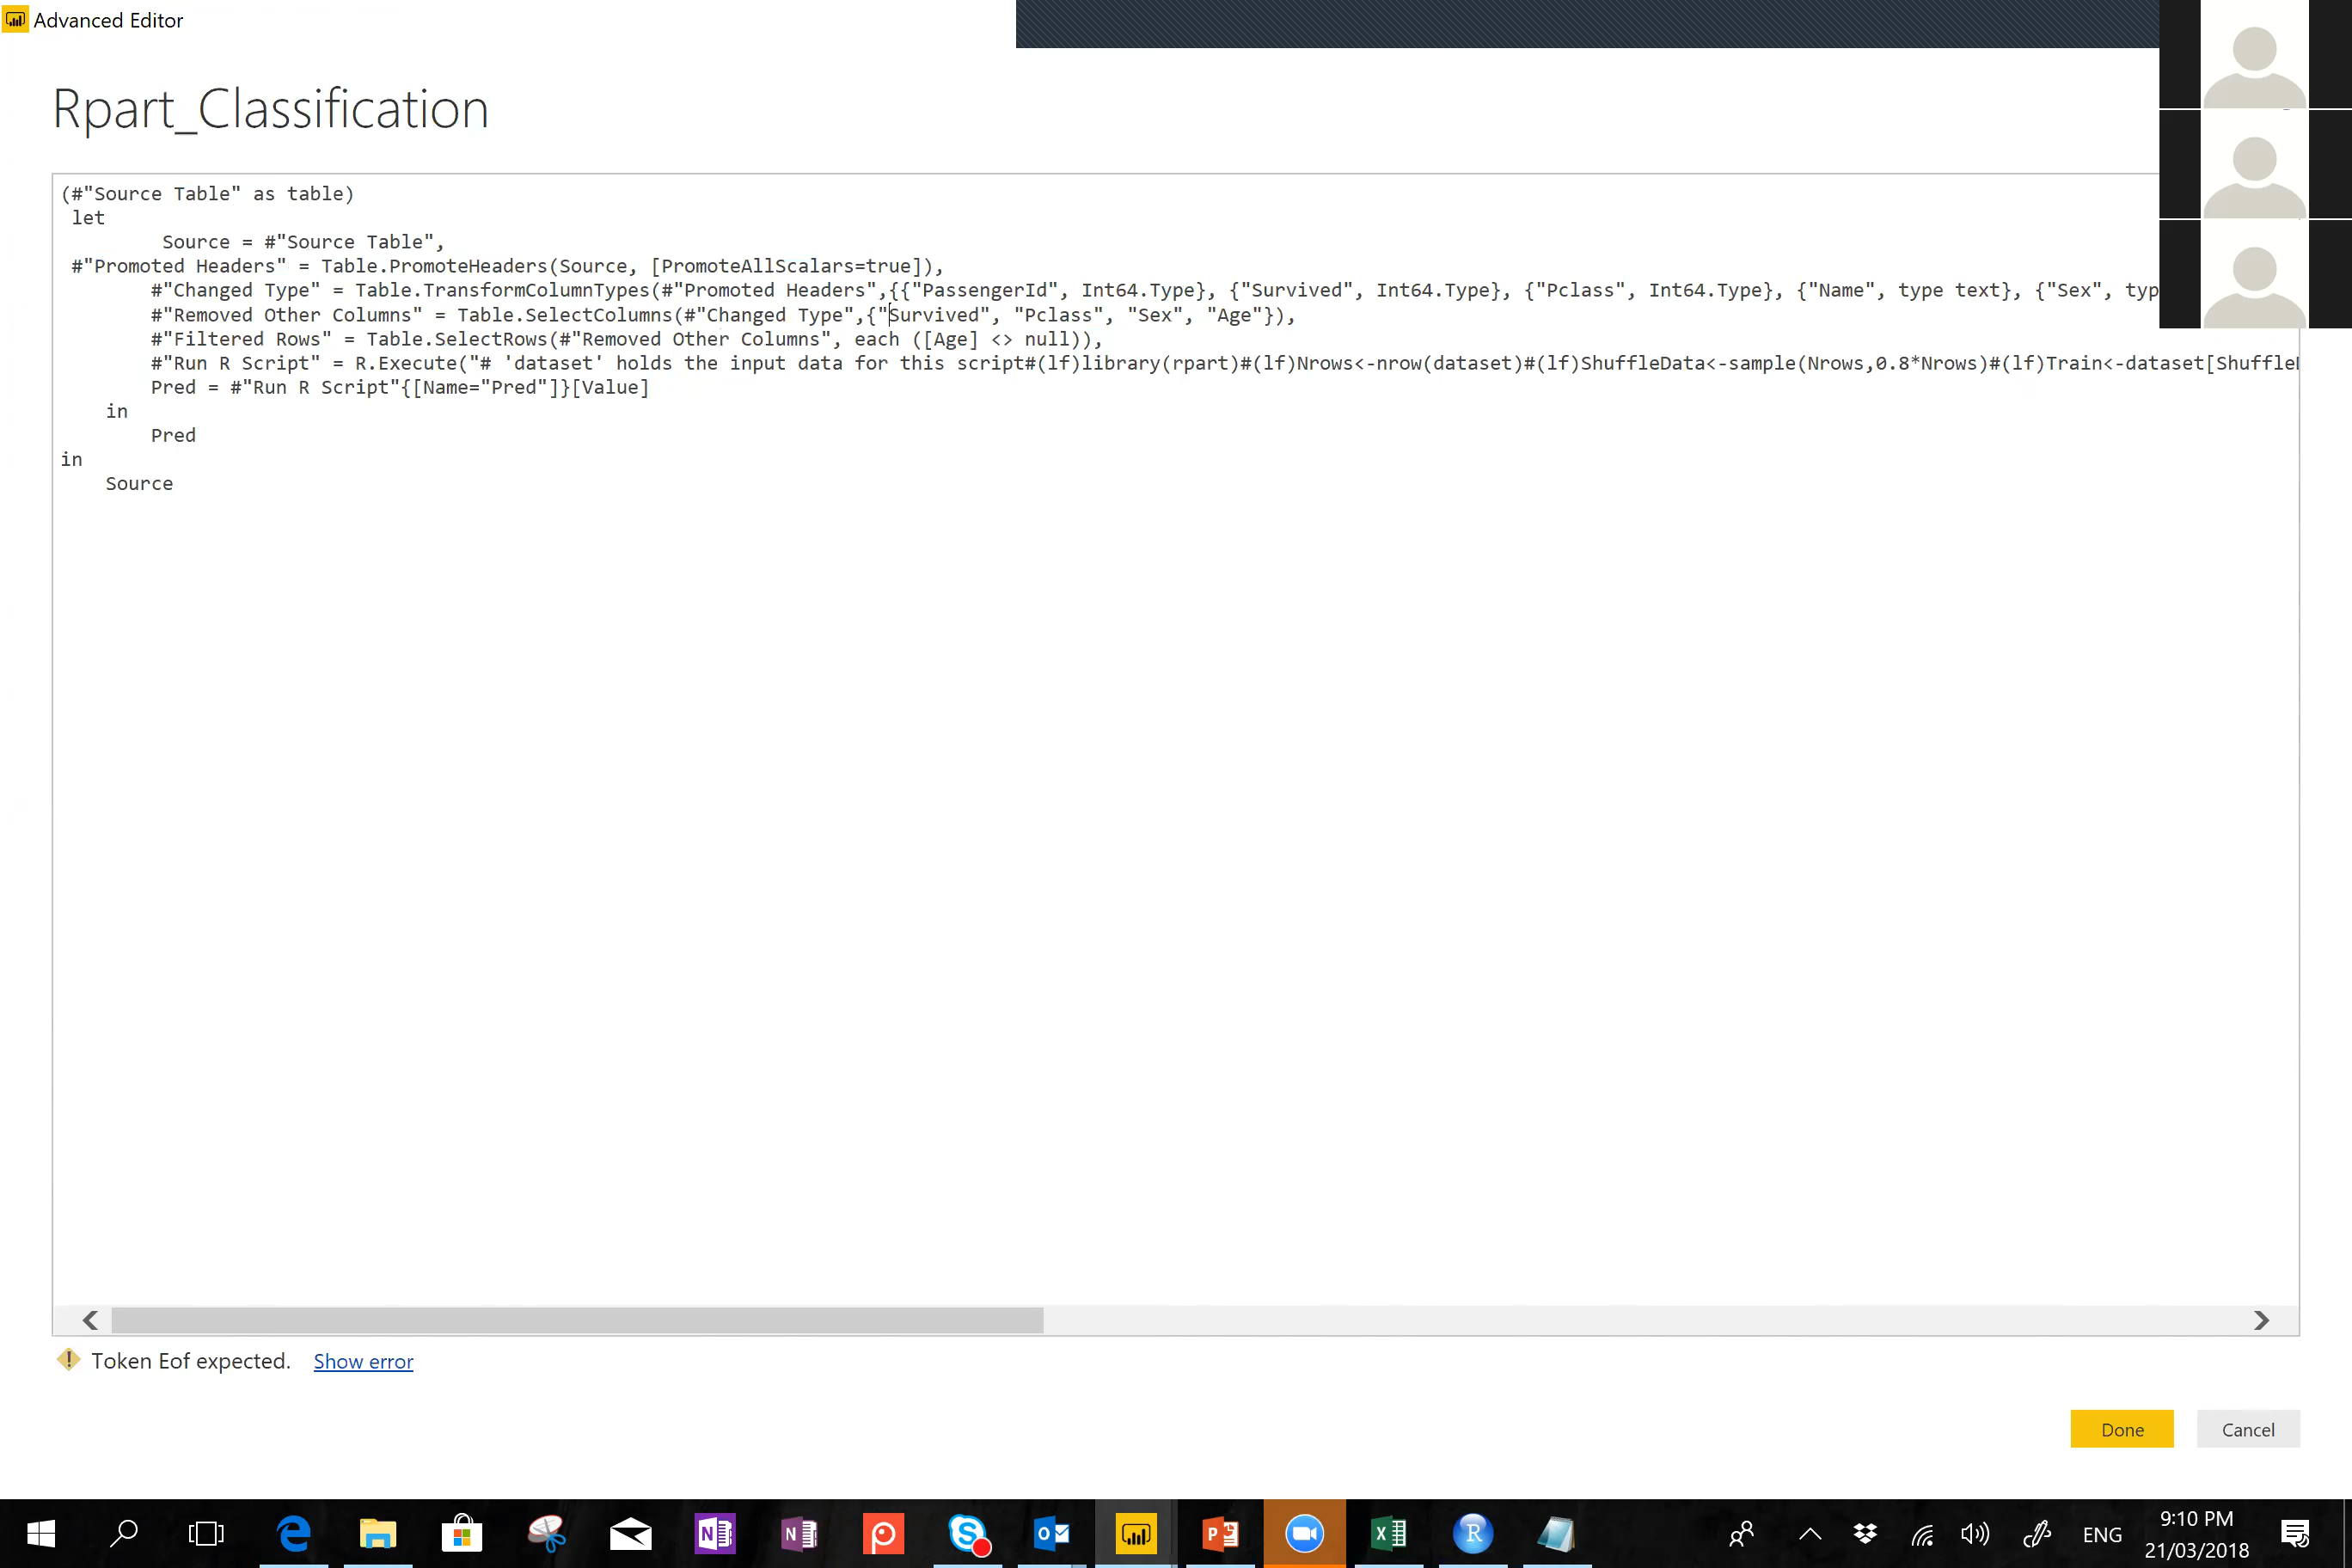 Advanced Editor
Rpart_Classification
(#"Source Table" as table)
let
Source = #"Source Table",
#"Promoted Headers" = Table.PromoteHeaders(Source, [PromoteAllScalars=true]),
#"Changed Type" = Table.TransformColumnTypes(#"Promoted Headers",{{"PassengerId", Int64.Type}, {"Survived", Int64.Type}, {"Pclass", Int64.Type}, {"Name", type text}, {"Sex", typ
#"Removed Other Columns" = Table.SelectColumns(#"Changed Type",{"Survived", "Pclass", "Sex", "Age"}),
#"Filtered Rows" = Table.SelectRows(#"Removed Other Columns", each ([Age] <> null)),
#"Run R Script" = R.Execute("# 'dataset' holds the input data for this script#(lf)library(rpart)#(lf)Nrows<-nrow(dataset)#(lf)ShuffleData<-sample(Nrows,0.8*Nrows)#(lf)Train<-dataset[Shuffle
Pred = #"Run R Script"{[Name="Pred"]}[Value]
in
Pred
in
Source
Token Eof expected. Show error
Done Cancel
ENG
9:10 PM
21/03/2018